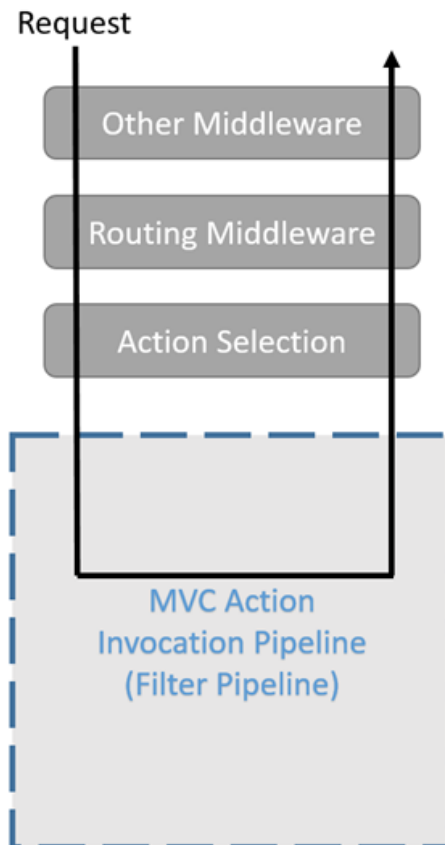 Request
Other Middleware
Routing Middleware
Action Selection
MVC Action
Invocation Pipeline
(Filter Pipeline)